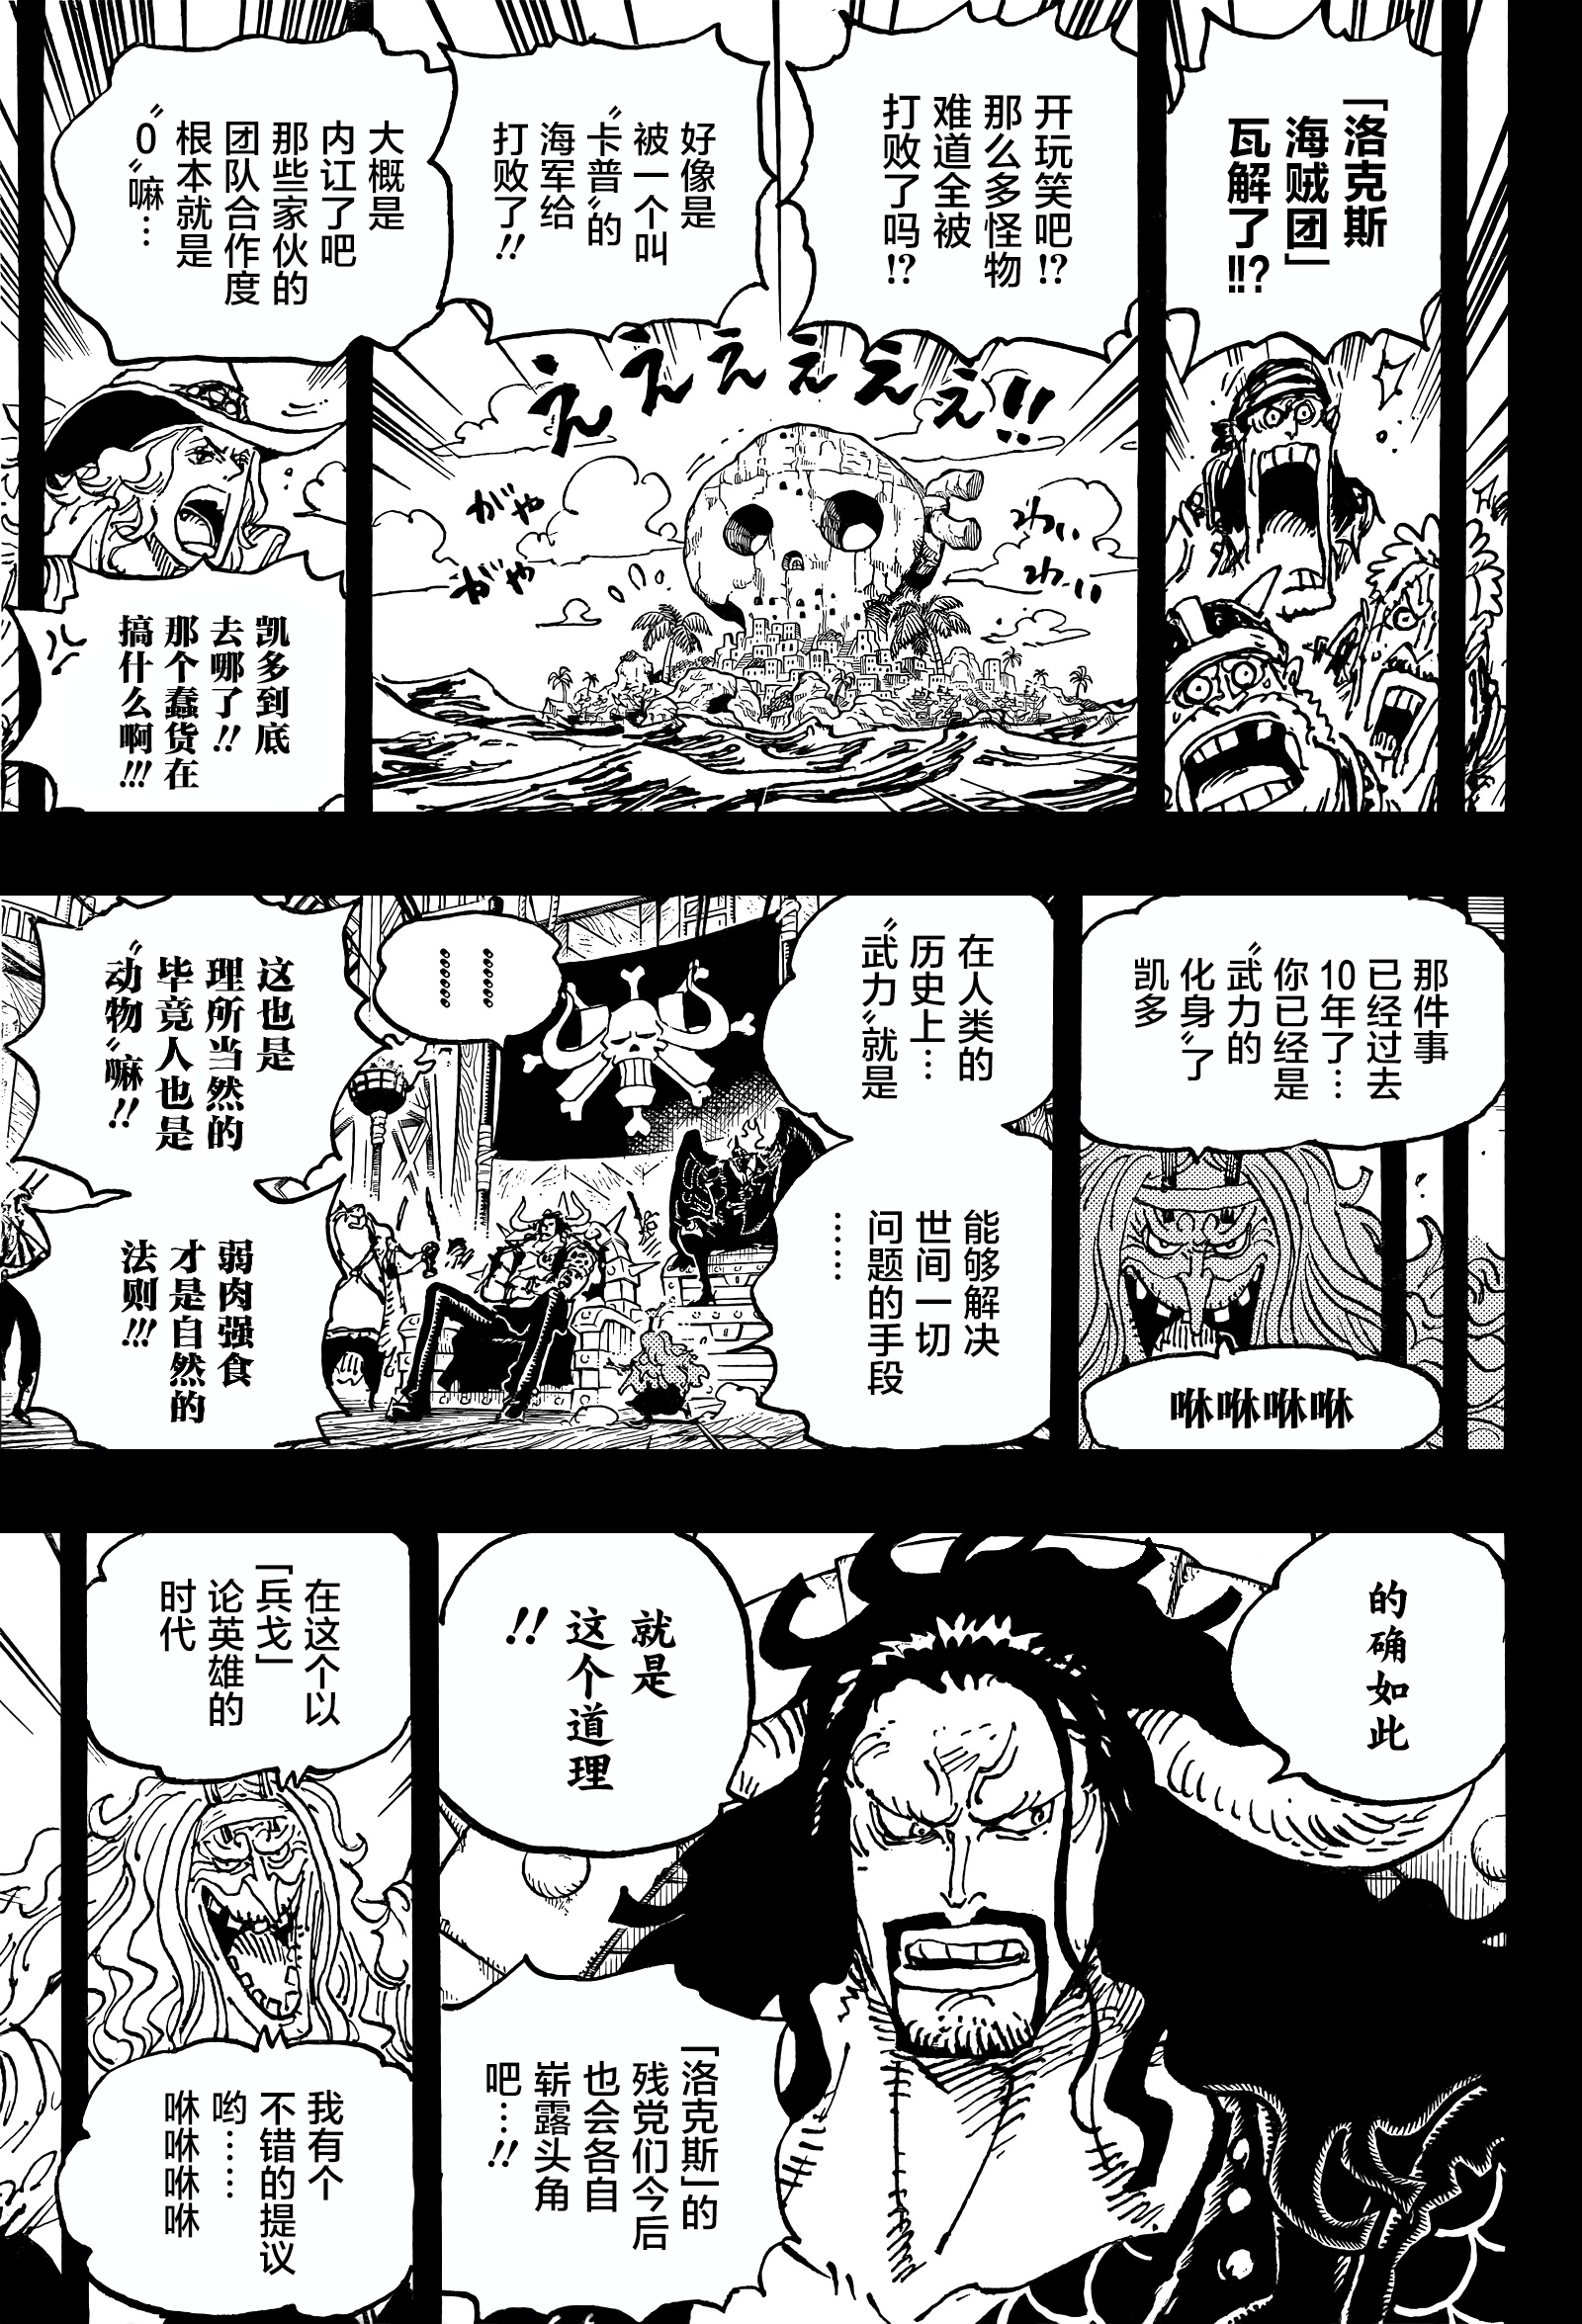 「洛克斯
海贼团」
瓦解了!!?
开玩笑吧!?
那么多怪物
难道全被
打败了吗!?
好像是
被一个叫
“卡普”的
海军给
打败了!!
大概是
内讧了吧
那些家伙的
团队合作度
根本就是
“0”嘛…
ええええええ!!
がやがや
わいわい
凯多到底
去哪了!!
那个蠢货在
搞什么啊!!!
那件事
已经过去
10年了…
你已经是
“武力的
化身”了
凯多
咻咻咻咻
在人类的
历史上…
“武力”就是
能够解决
世间一切
问题的手段
……
………
………
这也是
理所当然的
毕竟人也是
“动物”嘛!!
弱肉强食
才是自然的
法则!!!
的确如此
就是
这个道理
!!
「洛克斯」的
残党们今后
也会各自
崭露头角
吧…!!
在这个以
「兵戈」
论英雄的
时代
我有个
不错的提议
哟……
咻咻咻咻